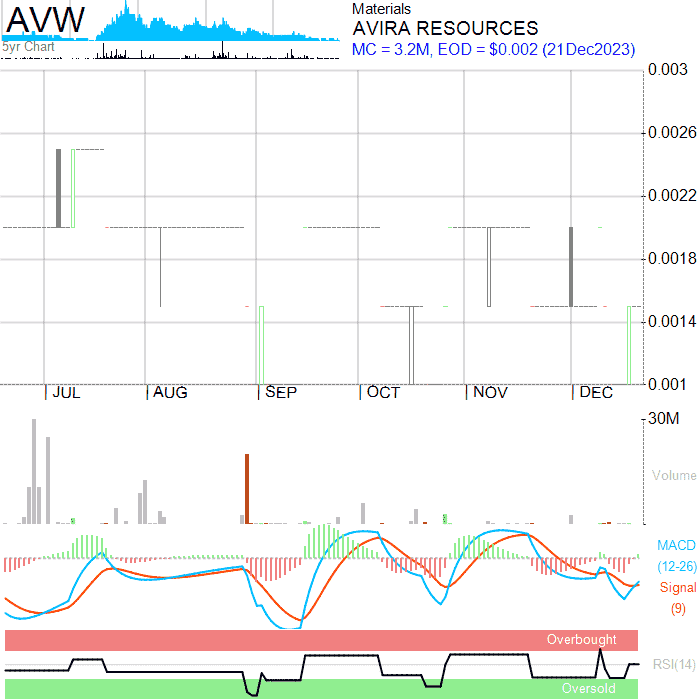 AVW
5yr Chart
Materials
AVIRA RESOURCES
MC = 3.2M, EOD = $0.002 (21Dec2023)
0.003
0.0026
0.0022
0.0018
0.0014
0.001
JUL AUG SEP OCT NOV DEC
30M
Volume
MACD
(12-26)
Signal
(9)
Overbought
RSI(14)
Oversold